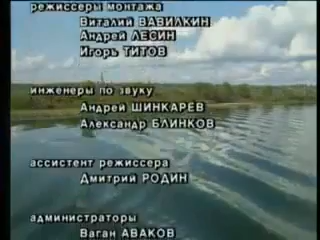 режиссеры монтажа
Виталий ВАВИЛКИН
Андрей ЛЕСИН
Игорь ТИТОВ
инженеры по звуку
Андрей ШИНКАРЕВ
Александр БЛИНКОВ
ассистент режиссера
Дмитрий РОДИН
администраторы
Ваган АВАКОВ